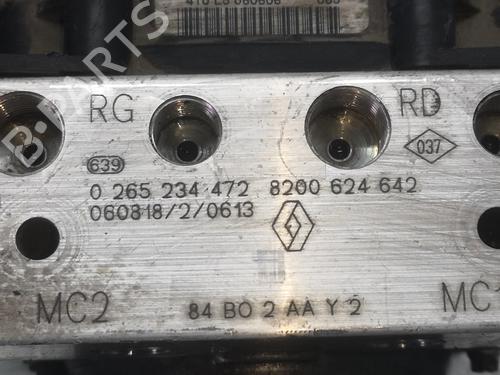 RG RD
037
639
0 265 234 472 8200 624 642
060818/2/0613
MC2 MC1
84 BO 2 AA Y 2
B-PARTS